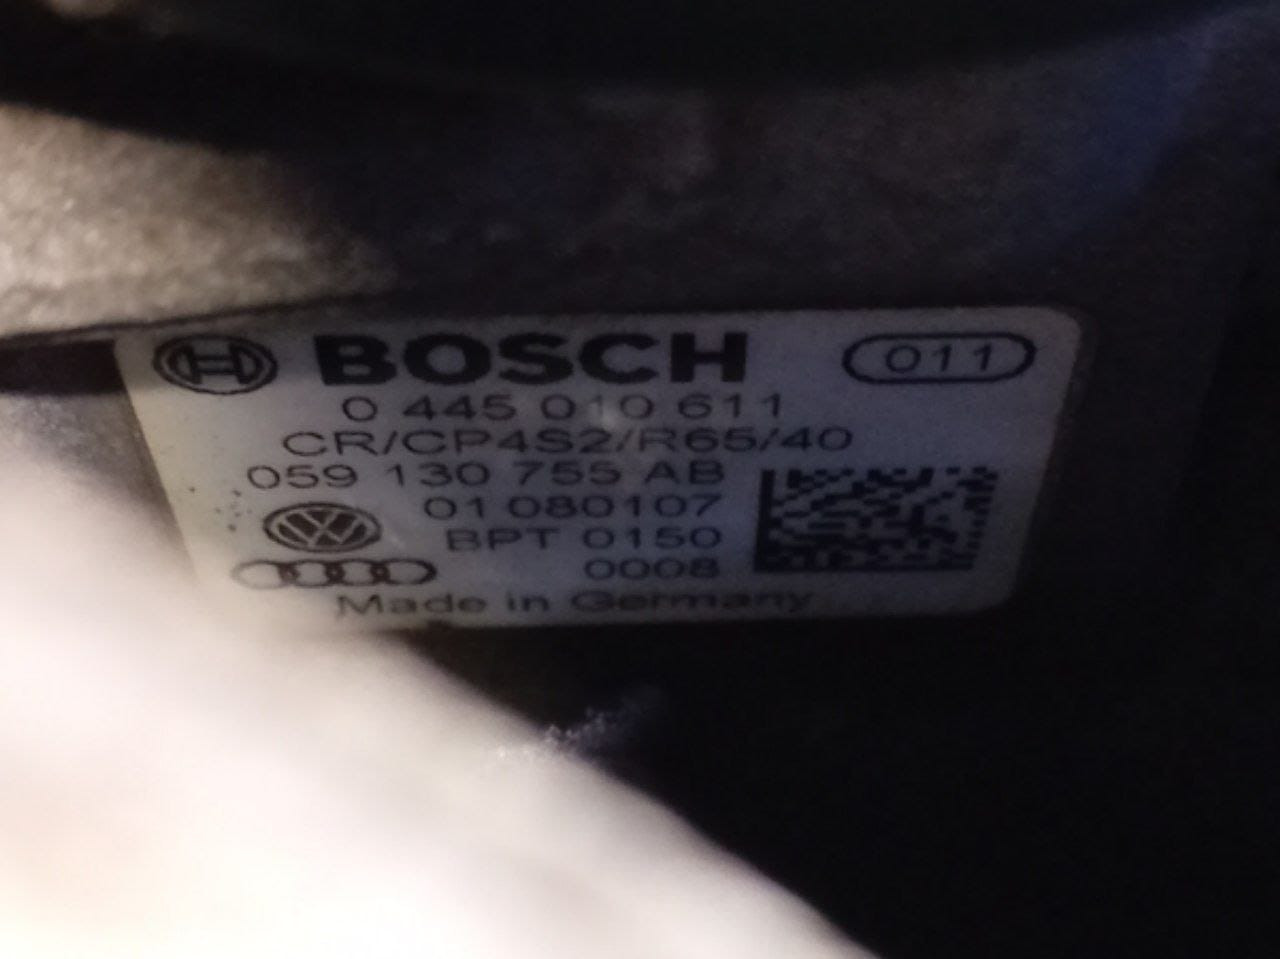 BOSCH 011
0 445 010 611
CR/CP4S2/R65/40
059 130 755 AB
01 080107
BPT 0150
0008
Made in Germany